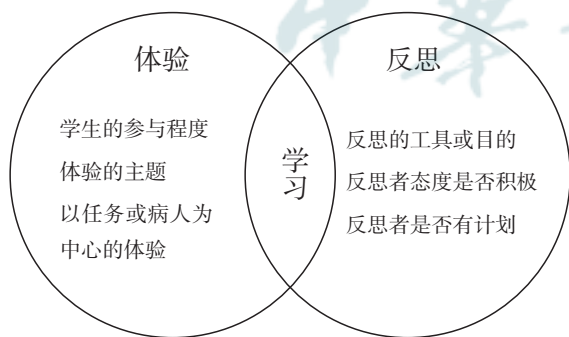 体验
学生的参与程度
体验的主题
以任务或病人为
中心的体验
学习
反思
反思的工具或目的
反思者态度是否积极
反思者是否有计划
中華